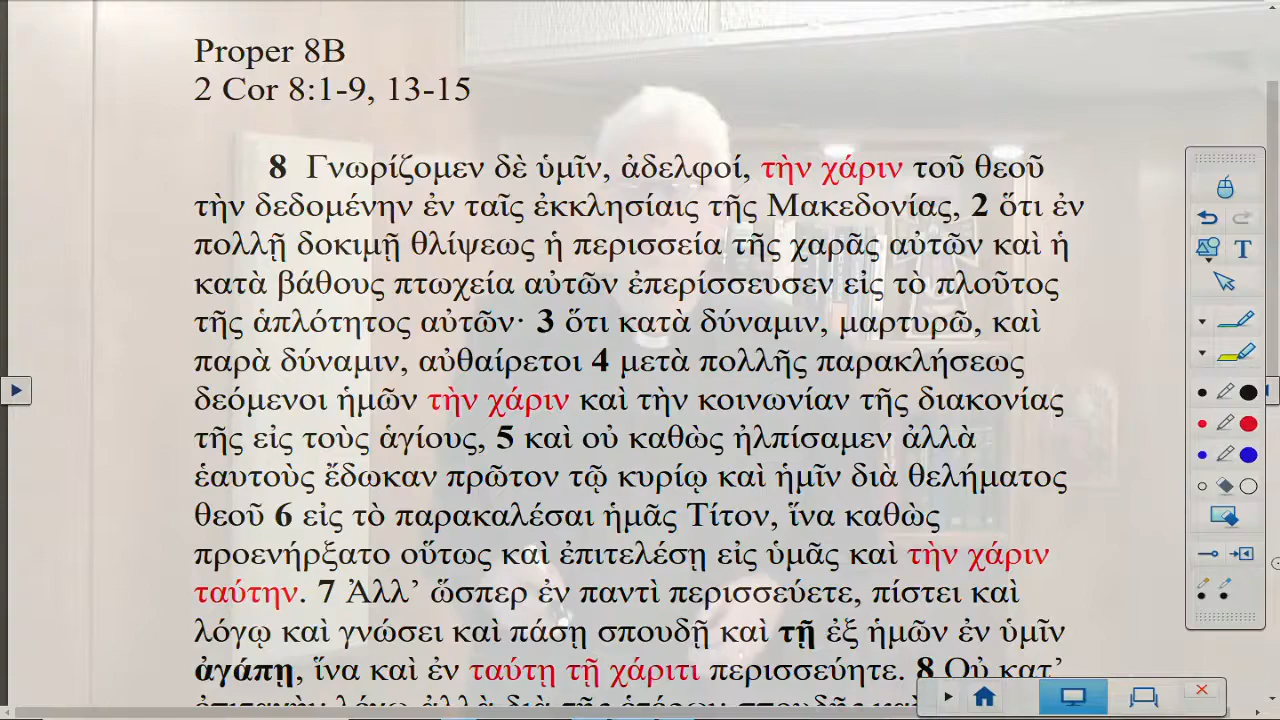 Proper 8B
2 Cor 8:1-9, 13-15
8 Γνωρίζομεν δὲ ὑμῖν, ἀδελφοί, τὴν χάριν τοῦ θεοῦ
τὴν δεδομένην ἐν ταῖς ἐκκλησίαις τῆς Μακεδονίας, 2 ὅτι ἐν
πολλῇ δοκιμῇ θλίψεως ἡ περισσεία τῆς χαρᾶς αὐτῶν καὶ ἡ
κατὰ βάθους πτωχεία αὐτῶν ἐπερίσσευσεν εἰς τὸ πλοῦτος
τῆς ἁπλότητος αὐτῶν· 3 ὅτι κατὰ δύναμιν, μαρτυρῶ, καὶ
παρὰ δύναμιν, αὐθαίρετοι 4 μετὰ πολλῆς παρακλήσεως
δεόμενοι ἡμῶν τὴν χάριν καὶ τὴν κοινωνίαν τῆς διακονίας
τῆς εἰς τοὺς ἁγίους, 5 καὶ οὐ καθὼς ἠλπίσαμεν ἀλλὰ
ἑαυτοὺς ἔδωκαν πρῶτον τῷ κυρίῳ καὶ ἡμῖν διὰ θελήματος
θεοῦ 6 εἰς τὸ παρακαλέσαι ἡμᾶς Τίτον, ἵνα καθὼς
προενήρξατο οὕτως καὶ ἐπιτελέσῃ εἰς ὑμᾶς καὶ τὴν χάριν
ταύτην. 7 Ἀλλ’ ὥσπερ ἐν παντὶ περισσεύετε, πίστει καὶ
λόγῳ καὶ γνώσει καὶ πάσῃ σπουδῇ καὶ τῇ ἐξ ἡμῶν ἐν ὑμῖν
ἀγάπῃ, ἵνα καὶ ἐν ταύτῃ τῇ χάριτι περισσεύητε. 8 Οὐ κατ’
T